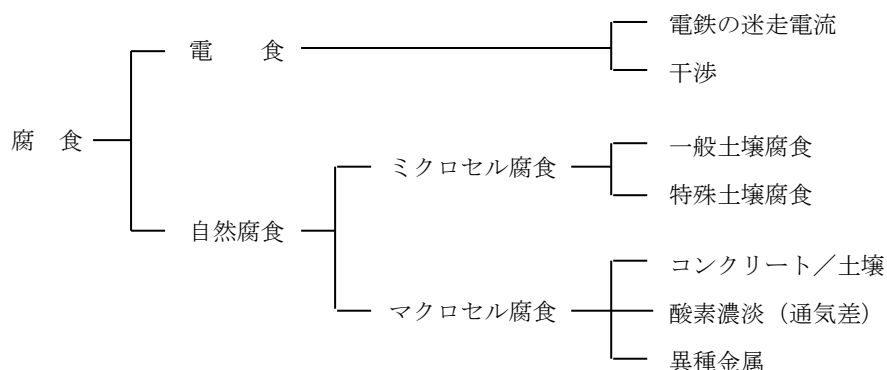 電鉄の迷走電流
電　　食
干渉
腐　食
一般土壌腐食
ミクロセル腐食
特殊土壌腐食
自然腐食
コンクリート／土壌
マクロセル腐食
酸素濃淡（通気差）
異種金属